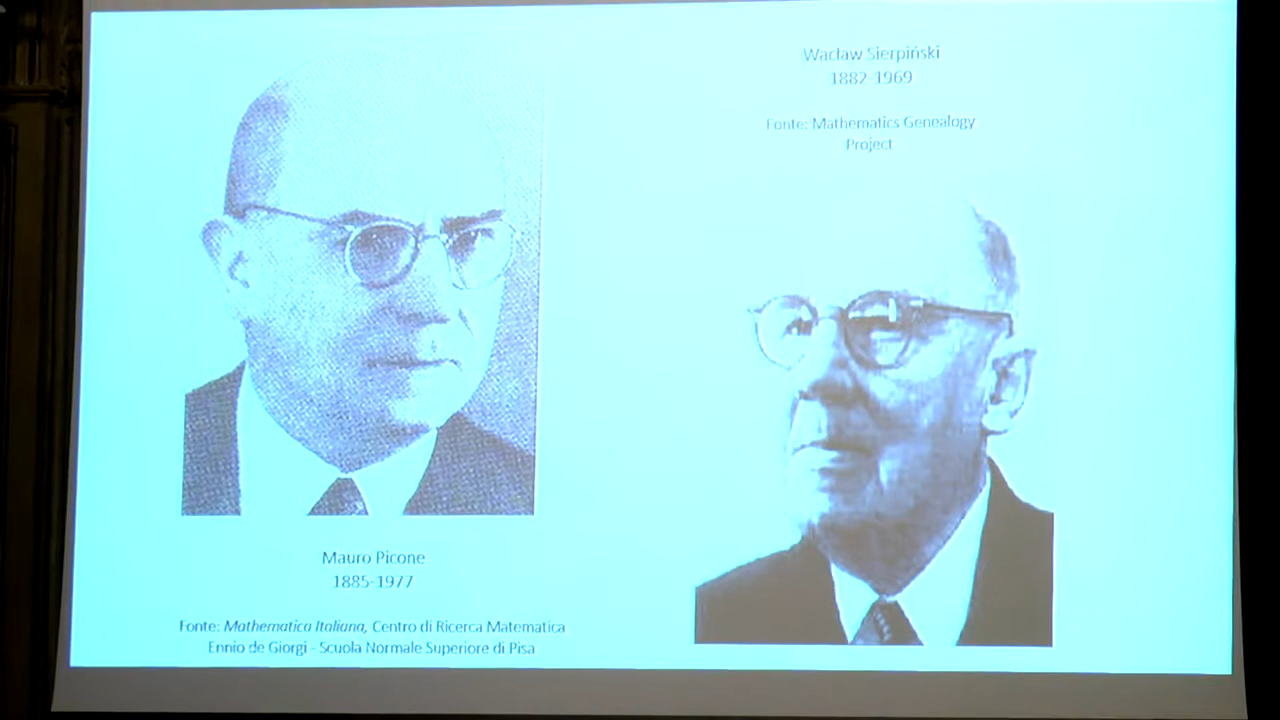 Wacław Sierpiński
1882-1969
Fonte: Mathematics Genealogy
Project
Mauro Picone
1885-1977
Fonte: Mathematica Italiana, Centro di Ricerca Matematica
Ennio de Giorgi - Scuola Normale Superiore di Pisa